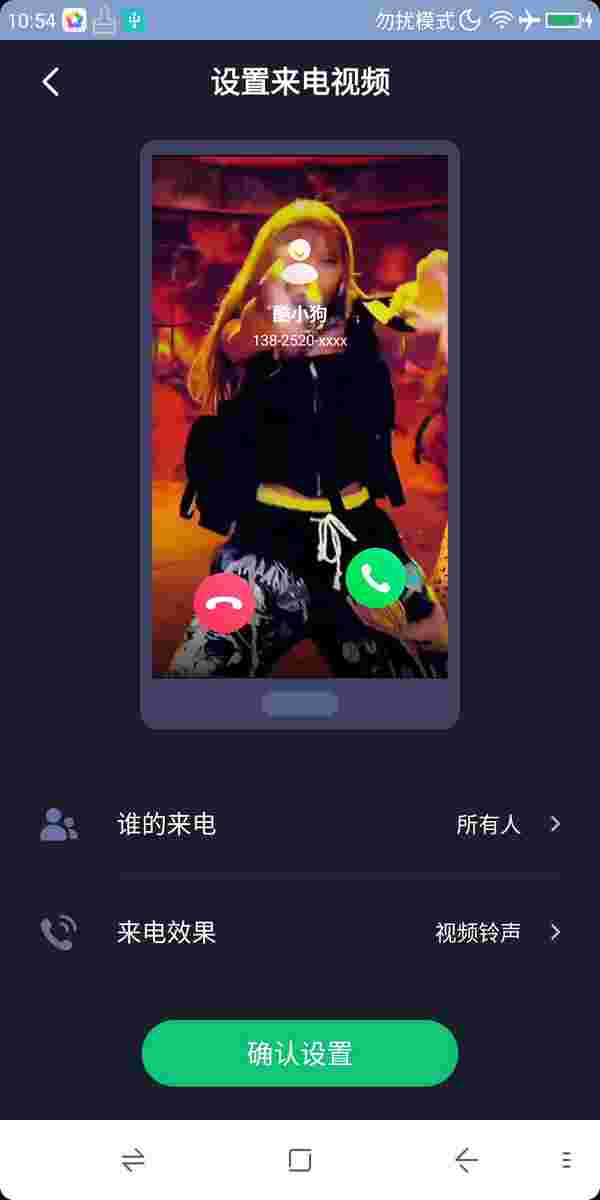 10:54 勿扰模式
设置来电视频
酷小狗
138-2520-xxxx
谁的来电 所有人
来电效果 视频铃声
确认设置